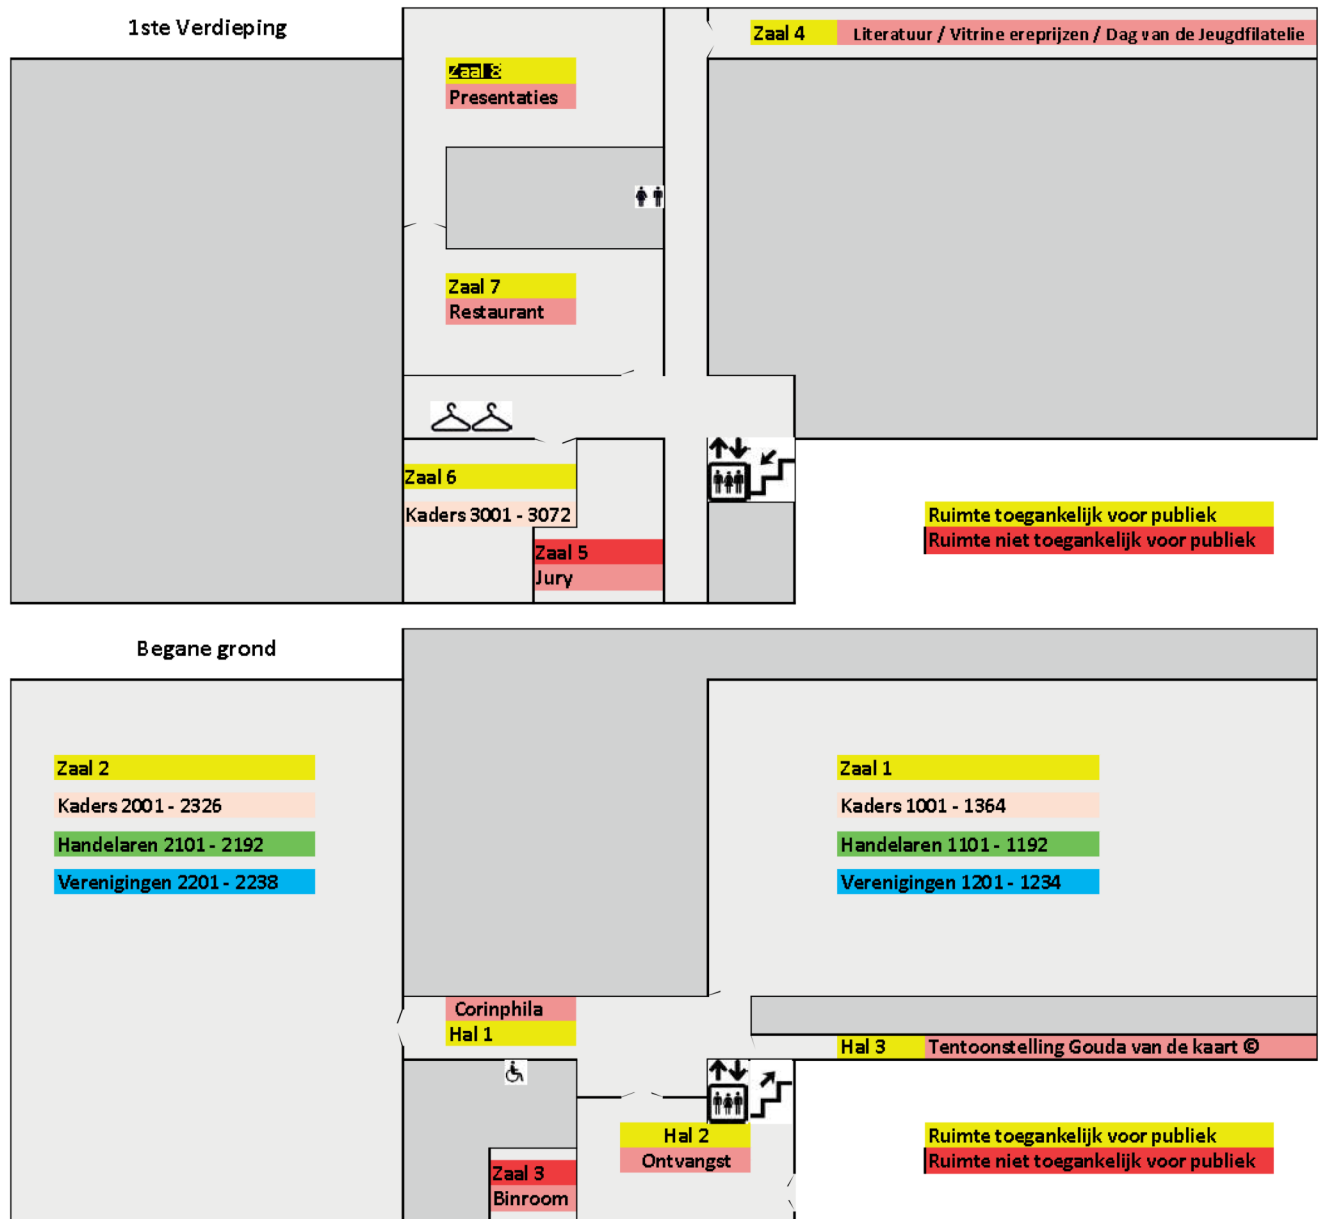 1ste Verdieping
Zaal 4 Literatuur / Vitrine ereprijzen / Dag van de Jeugdfilatelie
Zaal 8
Presentaties
Zaal 7
Restaurant
Zaal 6
Kaders 3001 - 3072
Zaal 5
Jury
Ruimte toegankelijk voor publiek
Ruimte niet toegankelijk voor publiek
Begane grond
Zaal 2
Kaders 2001 - 2326
Handelaren 2101 - 2192
Verenigingen 2201 - 2238
Zaal 1
Kaders 1001 - 1364
Handelaren 1101 - 1192
Verenigingen 1201 - 1234
Corinphila
Hal 1
Hal 3 Tentoonstelling Gouda van de kaart ©
Hal 2
Ontvangst
Zaal 3
Binroom
Ruimte toegankelijk voor publiek
Ruimte niet toegankelijk voor publiek